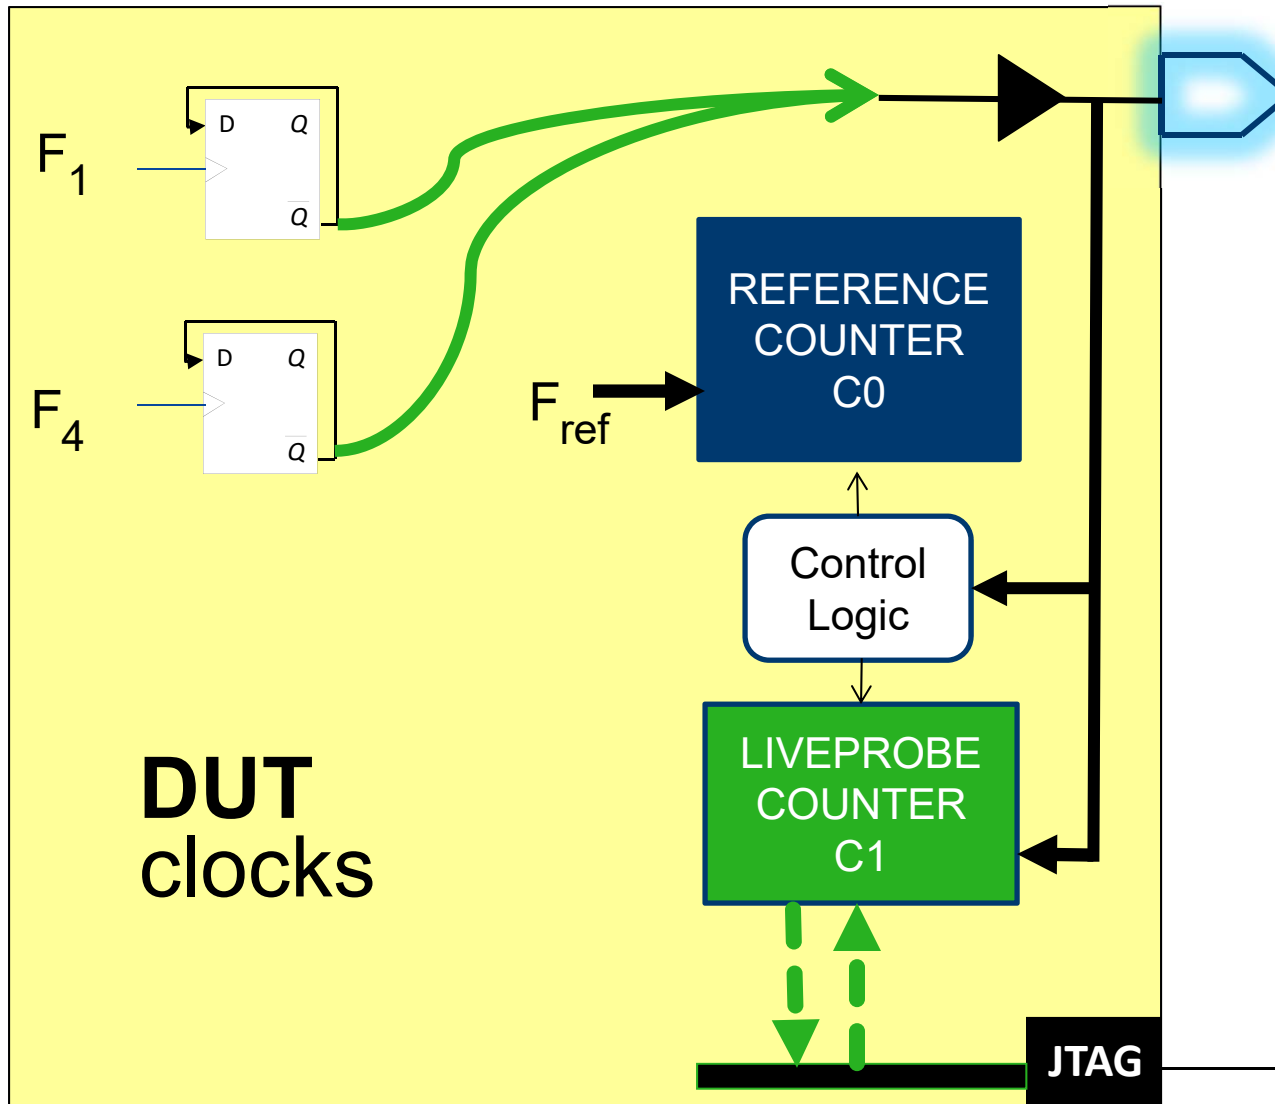 D Q
F1
Q̅
REFERENCE
COUNTER
C0
D Q
F4
Fref
Q̅
Control
Logic
LIVEPROBE
COUNTER
C1
DUT
clocks
JTAG